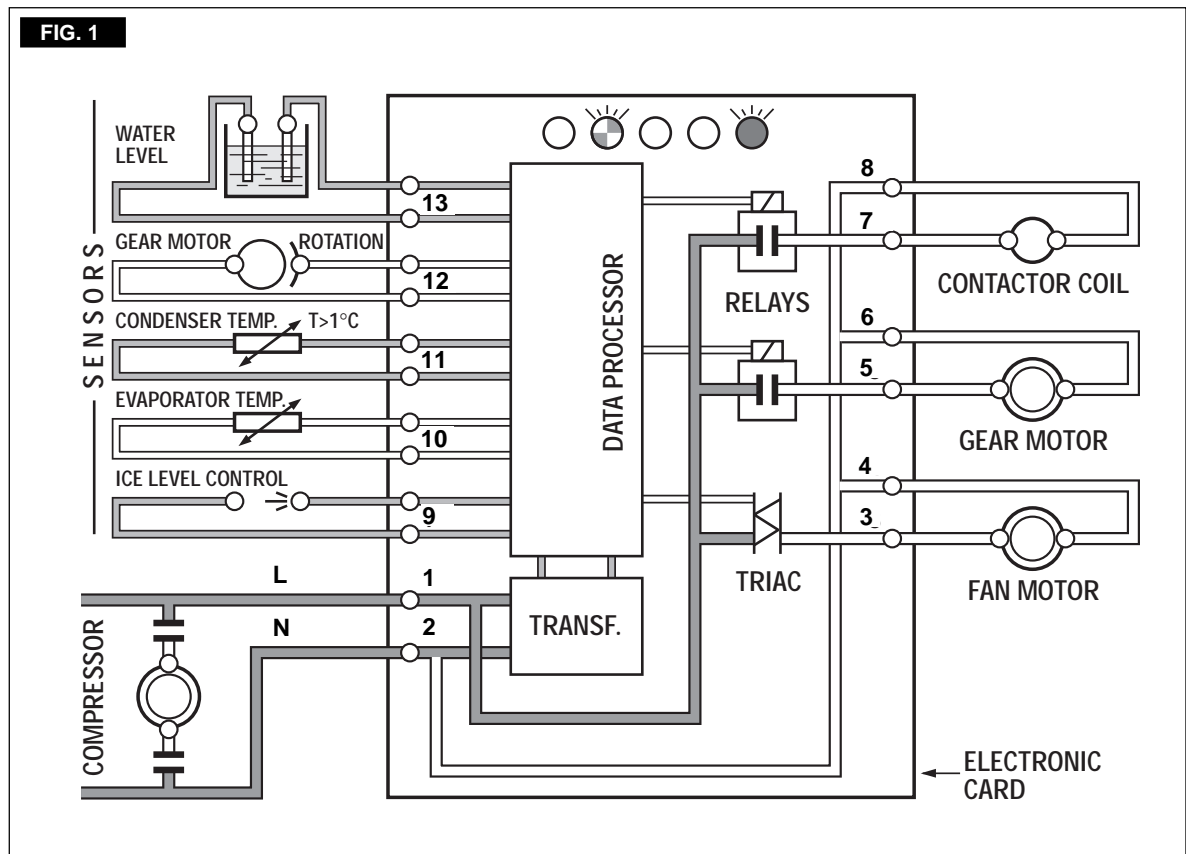 FIG. 1
WATER
LEVEL
13
GEAR MOTOR ROTATION
12
CONDENSER TEMP. T>1°C
11
EVAPORATOR TEMP.
10
ICE LEVEL CONTROL
9
SENSORS
L
1
N
2
COMPRESSOR
DATA PROCESSOR
TRANSF.
RELAYS
TRIAC
8
7
CONTACTOR COIL
6
5
GEAR MOTOR
4
3
FAN MOTOR
ELECTRONIC
CARD